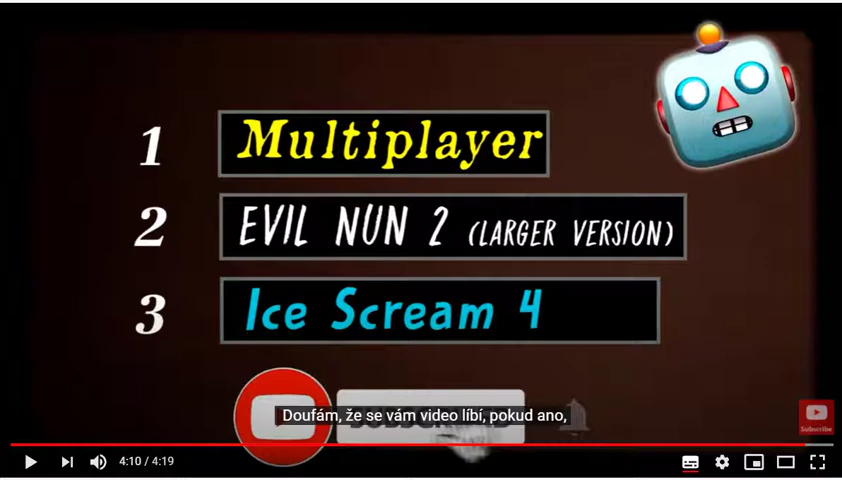 1 Multiplayer
2 EVIL NUN 2 (LARGER VERSION)
3 Ice Scream 4
Doufám, že se vám video líbí, pokud ano,
Subscribe
4:10 / 4:19